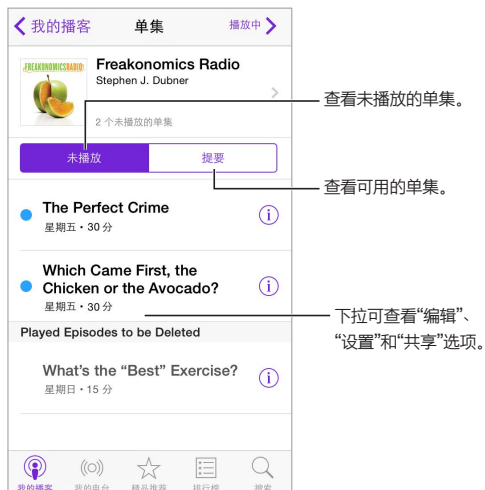 我的播客 单集 播放中
FREAKONOMICSRADIO
Freakonomics Radio
Stephen J. Dubner
2 个未播放的单集
查看未播放的单集。
未播放 提要
查看可用的单集。
The Perfect Crime
星期五・30 分
Which Came First, the
Chicken or the Avocado?
星期五・30 分
下拉可查看“编辑”、
“设置”和“共享”选项。
Played Episodes to be Deleted
What's the “Best” Exercise?
星期日・15 分
我的播客 我的电台 精品推荐 排行榜 搜索